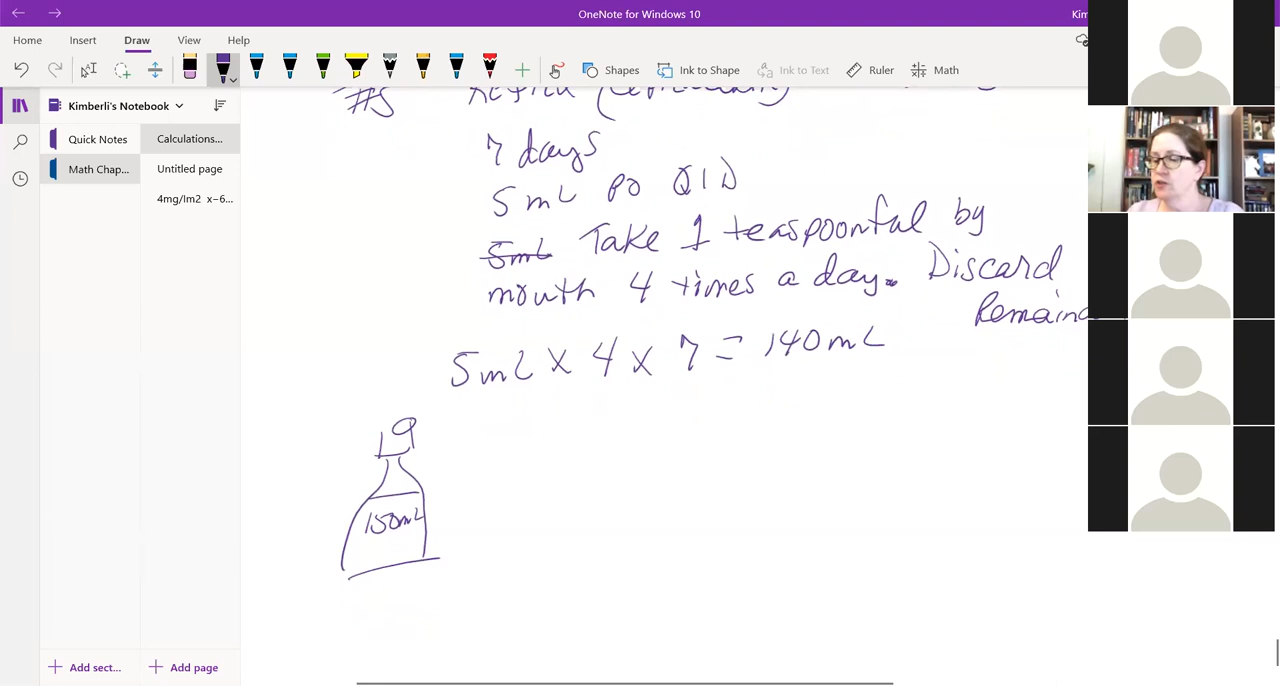 OneNote for Windows 10
Kim
Home Insert Draw View Help
Shapes Ink to Shape Ink to Text Ruler Math
Kimberli's Notebook
Quick Notes
Math Chap...
Calculations...
Untitled page
4mg/lm2 x-6...
#5
7 days
5 mL po QID
5mL Take 1 teaspoonful by
mouth 4 times a day. Discard
Remain
5mL x 4 x 7 = 140mL
150mL
Add sect... Add page